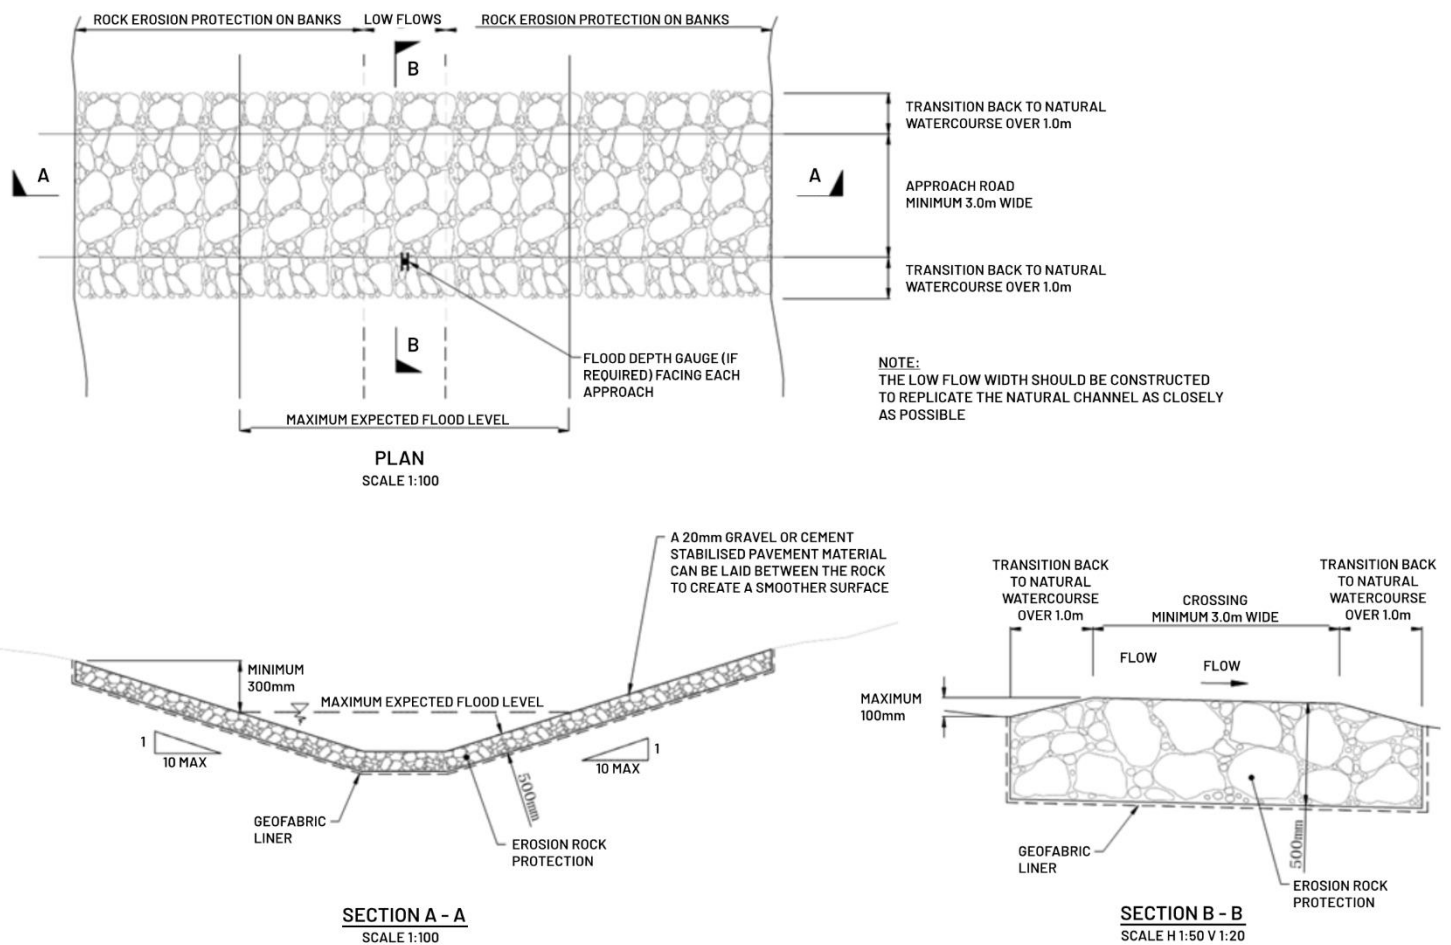 ROCK EROSION PROTECTION ON BANKS
LOW FLOWS
ROCK EROSION PROTECTION ON BANKS
B
TRANSITION BACK TO NATURAL
WATERCOURSE OVER 1.0m
A
A
APPROACH ROAD
MINIMUM 3.0m WIDE
TRANSITION BACK TO NATURAL
WATERCOURSE OVER 1.0m
B
FLOOD DEPTH GAUGE (IF
REQUIRED) FACING EACH
APPROACH
NOTE:
THE LOW FLOW WIDTH SHOULD BE CONSTRUCTED
TO REPLICATE THE NATURAL CHANNEL AS CLOSELY
AS POSSIBLE
MAXIMUM EXPECTED FLOOD LEVEL
PLAN
SCALE 1:100
A 20mm GRAVEL OR CEMENT
STABILISED PAVEMENT MATERIAL
CAN BE LAID BETWEEN THE ROCK
TO CREATE A SMOOTHER SURFACE
MINIMUM
300mm
MAXIMUM EXPECTED FLOOD LEVEL
1
10 MAX
1
10 MAX
500mm
GEOFABRIC
LINER
EROSION ROCK
PROTECTION
SECTION A - A
SCALE 1:100
TRANSITION BACK
TO NATURAL
WATERCOURSE
OVER 1.0m
CROSSING
MINIMUM 3.0m WIDE
TRANSITION BACK
TO NATURAL
WATERCOURSE
OVER 1.0m
FLOW
FLOW
MAXIMUM
100mm
500mm
GEOFABRIC
LINER
EROSION ROCK
PROTECTION
SECTION B - B
SCALE H 1:50 V 1:20